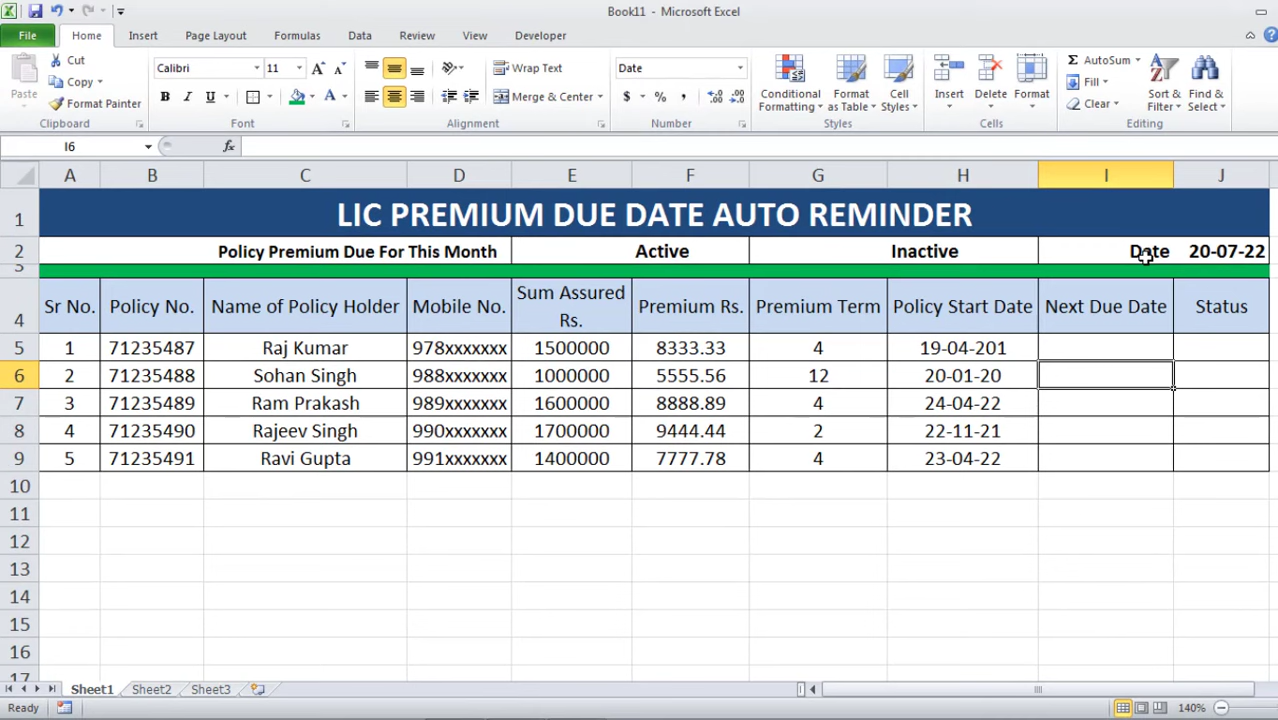 Book11 - Microsoft Excel
File Home Insert Page Layout Formulas Data Review View Developer
Paste Cut Copy Format Painter Clipboard
Calibri 11 A A B I U A Font
Wrap Text Merge & Center Alignment
Date $ % , Number
Conditional Formatting Format as Table Cell Styles Styles
Insert Delete Format Cells
AutoSum Fill Clear Sort & Filter Find & Select Editing
I6 fx
A B C D E F G H I J
1 LIC PREMIUM DUE DATE AUTO REMINDER
2 Policy Premium Due For This Month Active Inactive Date 20-07-22
3
4 Sr No. Policy No. Name of Policy Holder Mobile No. Sum Assured Rs. Premium Rs. Premium Term Policy Start Date Next Due Date Status
5 1 71235487 Raj Kumar 978xxxxxxx 1500000 8333.33 4 19-04-201
6 2 71235488 Sohan Singh 988xxxxxxx 1000000 5555.56 12 20-01-20
7 3 71235489 Ram Prakash 989xxxxxxx 1600000 8888.89 4 24-04-22
8 4 71235490 Rajeev Singh 990xxxxxxx 1700000 9444.44 2 22-11-21
9 5 71235491 Ravi Gupta 991xxxxxxx 1400000 7777.78 4 23-04-22
10
11
12
13
14
15
16
17
Sheet1 Sheet2 Sheet3
Ready 140%